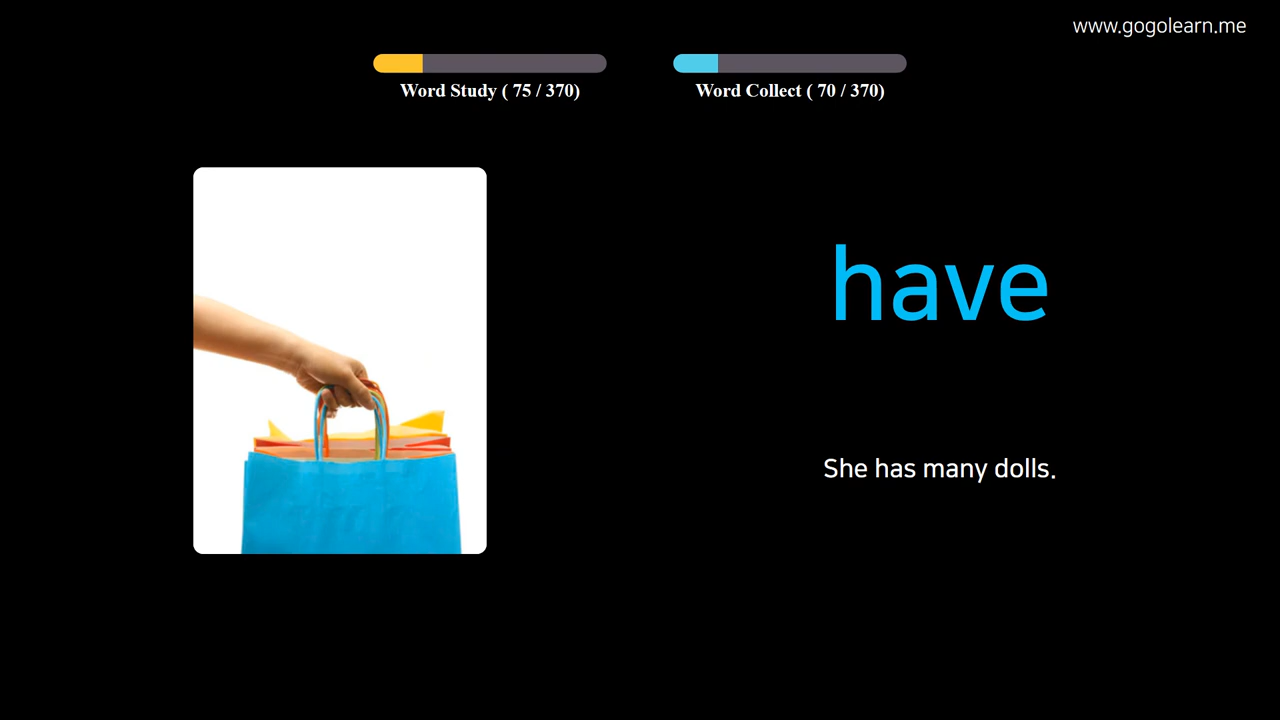 www.gogolearn.me
Word Study ( 75 / 370)
Word Collect ( 70 / 370)
have
She has many dolls.